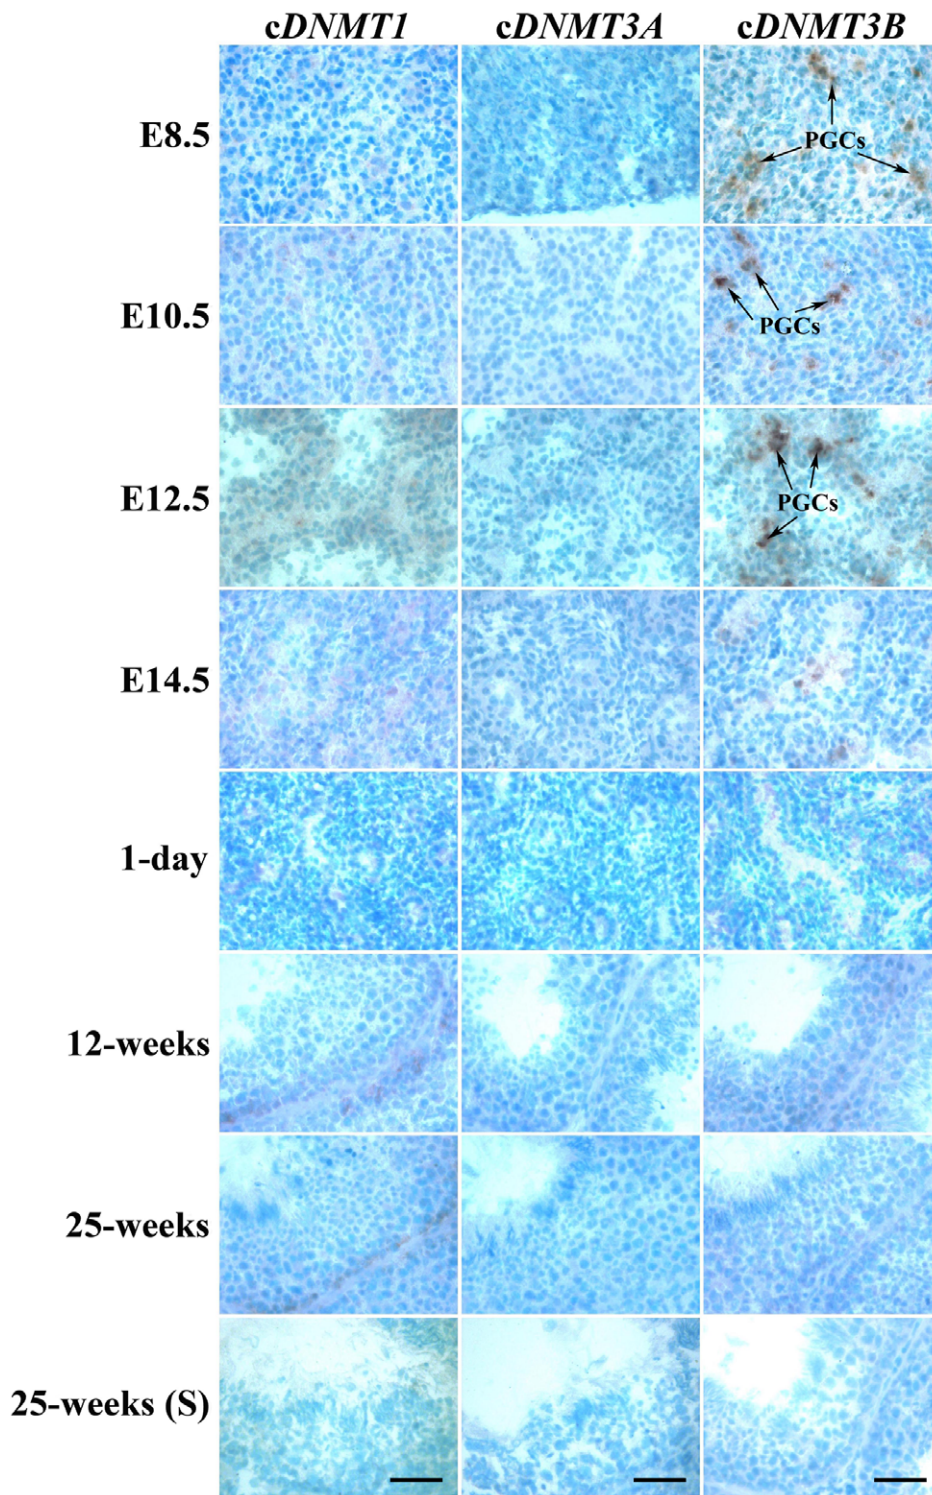 cDNMT1 cDNMT3A cDNMT3B
E8.5
PGCs
E10.5
PGCs
E12.5
PGCs
E14.5
1-day
12-weeks
25-weeks
25-weeks (S)